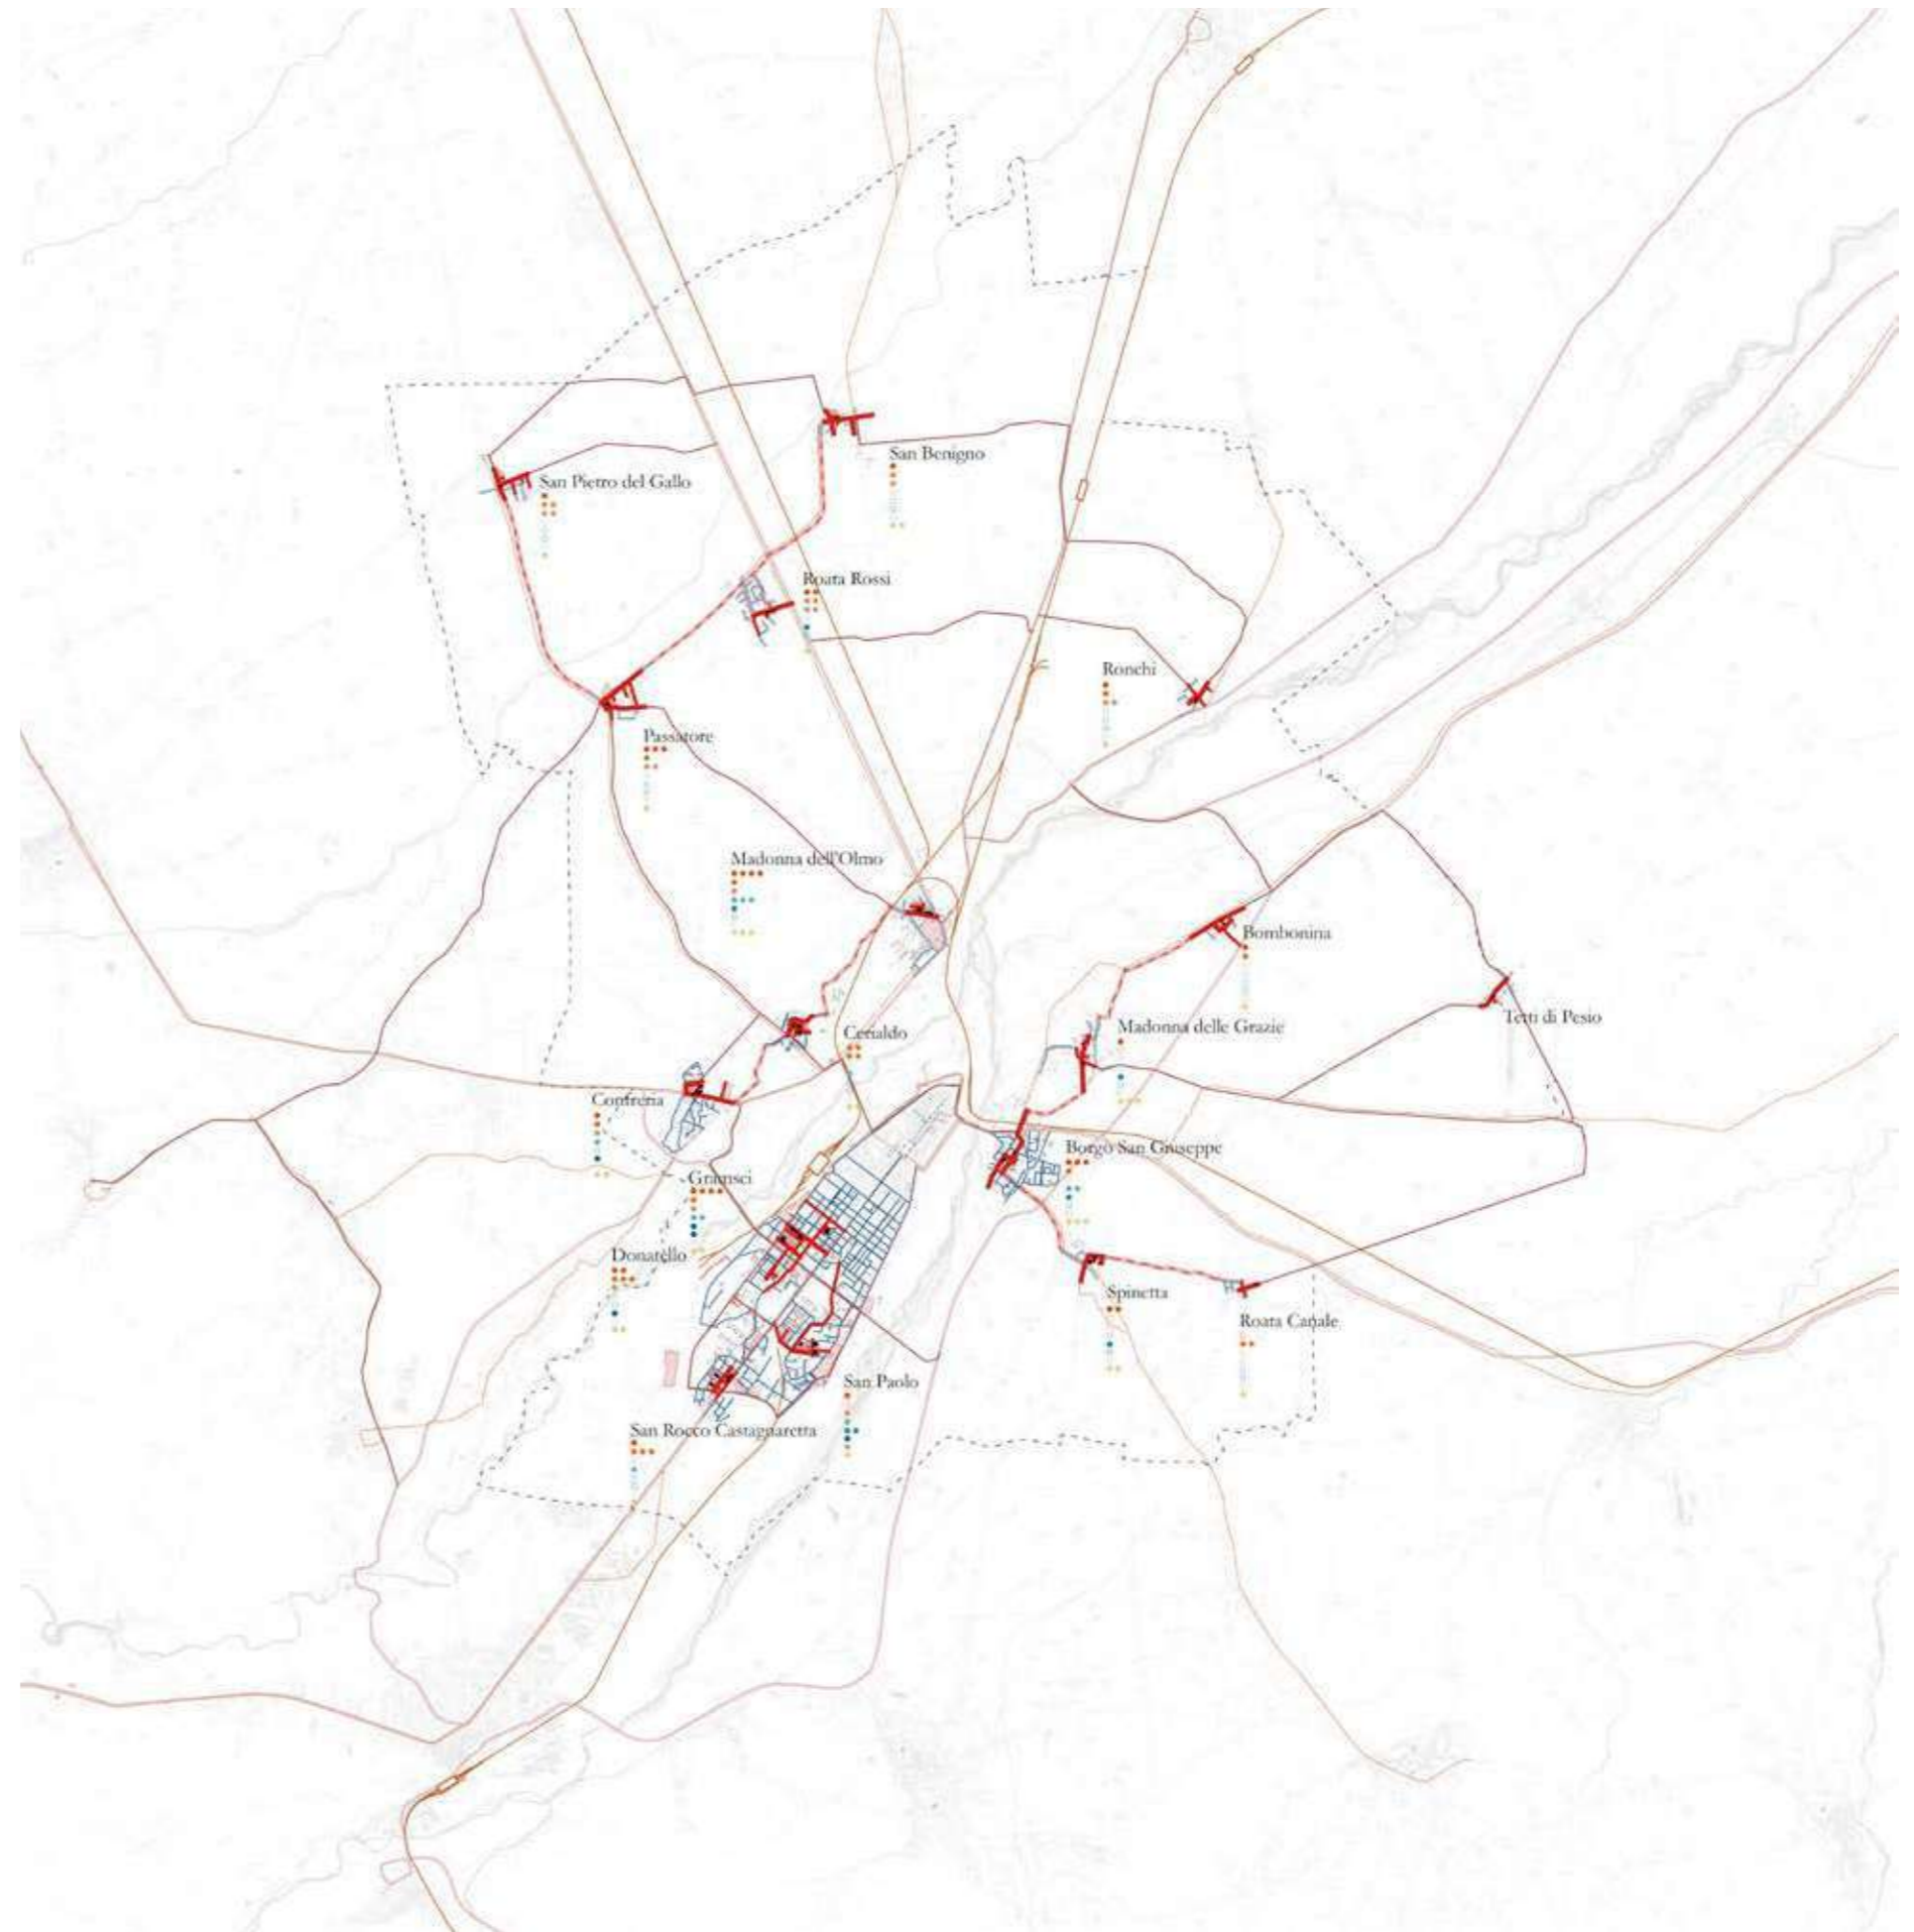 San Benigno
San Pietro del Gallo
Roata Rossi
Ronchi
Passatore
Madonna dell'Olmo
Bombonina
Tetti di Pesio
Madonna delle Grazie
Cerialdo
Confreria
Borgo San Giuseppe
Gramsci
Donatello
Spinetta
Roata Canale
San Paolo
San Rocco Castagnaretta